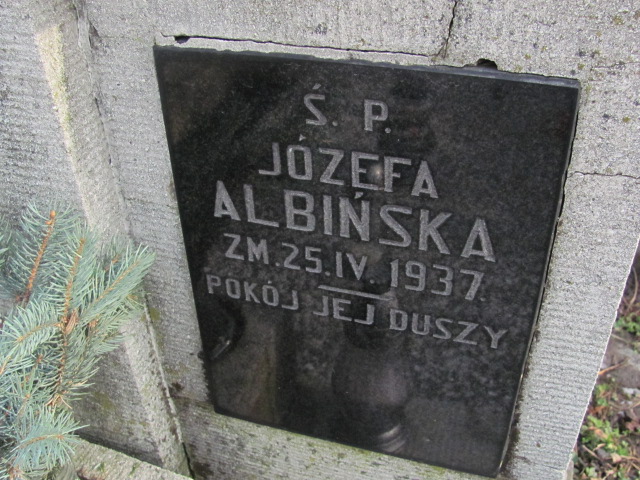 Ś. P.
JÓZEFA
ALBIŃSKA
ZM. 25. IV. 1937.
POKÓJ JEJ DUSZY